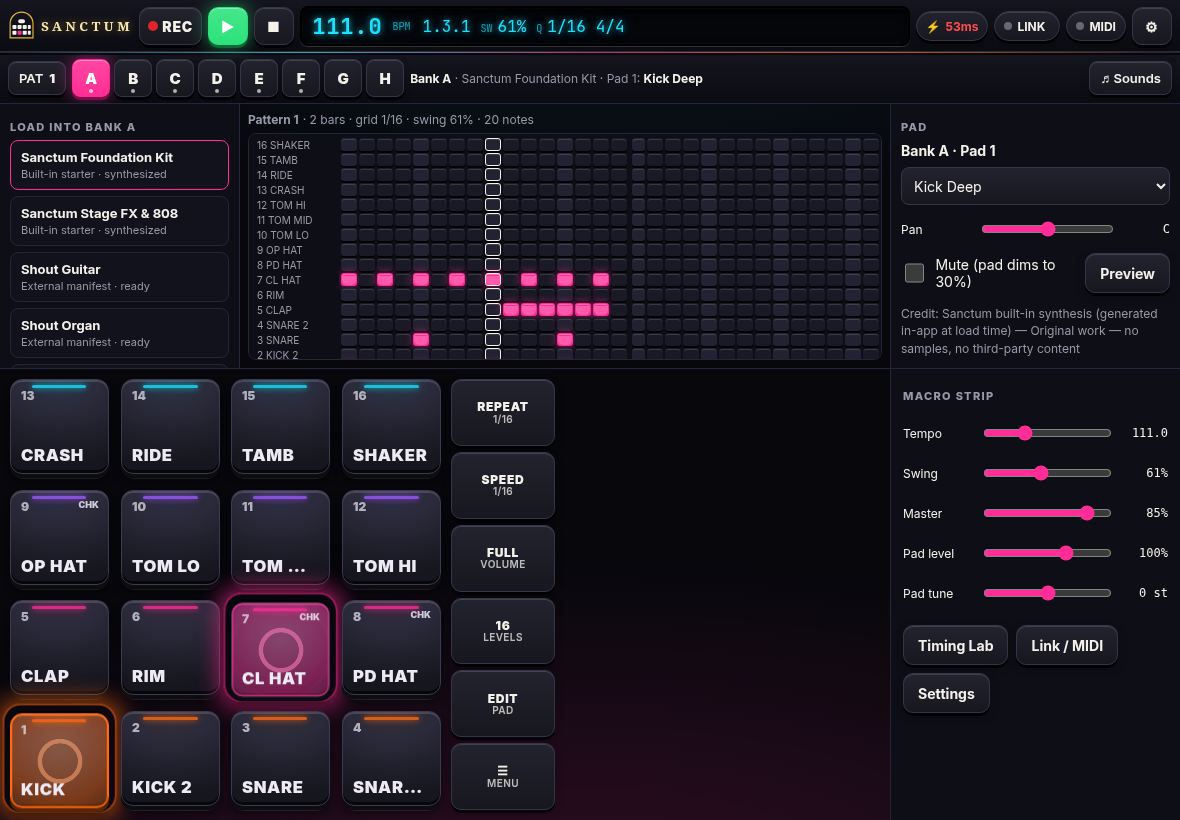 SANCTUM
REC
111.0 BPM 1.3.1 SW 61% Q 1/16 4/4
⚡ 53ms
LINK
MIDI
PAT 1
A
B
C
D
E
F
G
H
Bank A · Sanctum Foundation Kit · Pad 1: Kick Deep
♬ Sounds
LOAD INTO BANK A
Sanctum Foundation Kit
Built-in starter · synthesized
Sanctum Stage FX & 808
Built-in starter · synthesized
Shout Guitar
External manifest · ready
Shout Organ
External manifest · ready
Pattern 1 · 2 bars · grid 1/16 · swing 61% · 20 notes
16 SHAKER
15 TAMB
14 RIDE
13 CRASH
12 TOM HI
11 TOM MID
10 TOM LO
9 OP HAT
8 PD HAT
7 CL HAT
6 RIM
5 CLAP
4 SNARE 2
3 SNARE
2 KICK 2
PAD
Bank A · Pad 1
Kick Deep
Pan
C
Mute (pad dims to
30%)
Preview
Credit: Sanctum built-in synthesis (generated
in-app at load time) — Original work — no
samples, no third-party content
13
CRASH
14
RIDE
15
TAMB
16
SHAKER
9
CHK
OP HAT
10
TOM LO
11
TOM ...
12
TOM HI
5
CLAP
6
RIM
7
CHK
CL HAT
8
CHK
PD HAT
1
KICK
2
KICK 2
3
SNARE
4
SNAR...
REPEAT
1/16
SPEED
1/16
FULL
VOLUME
16
LEVELS
EDIT
PAD
☰
MENU
MACRO STRIP
Tempo
111.0
Swing
61%
Master
85%
Pad level
100%
Pad tune
0 st
Timing Lab
Link / MIDI
Settings